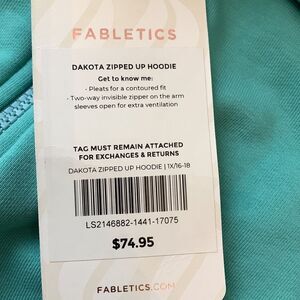 FABLETICS
DAKOTA ZIPPED UP HOODIE
Get to know me:
- Pleats for a contoured fit
- Two-way invisible zipper on the arm
sleeves open for extra ventilation
TAG MUST REMAIN ATTACHED
FOR EXCHANGES & RETURNS
DAKOTA ZIPPED UP HOODIE | 1X/16-18
LS2146882-1441-17075
$74.95
FABLETICS.COM